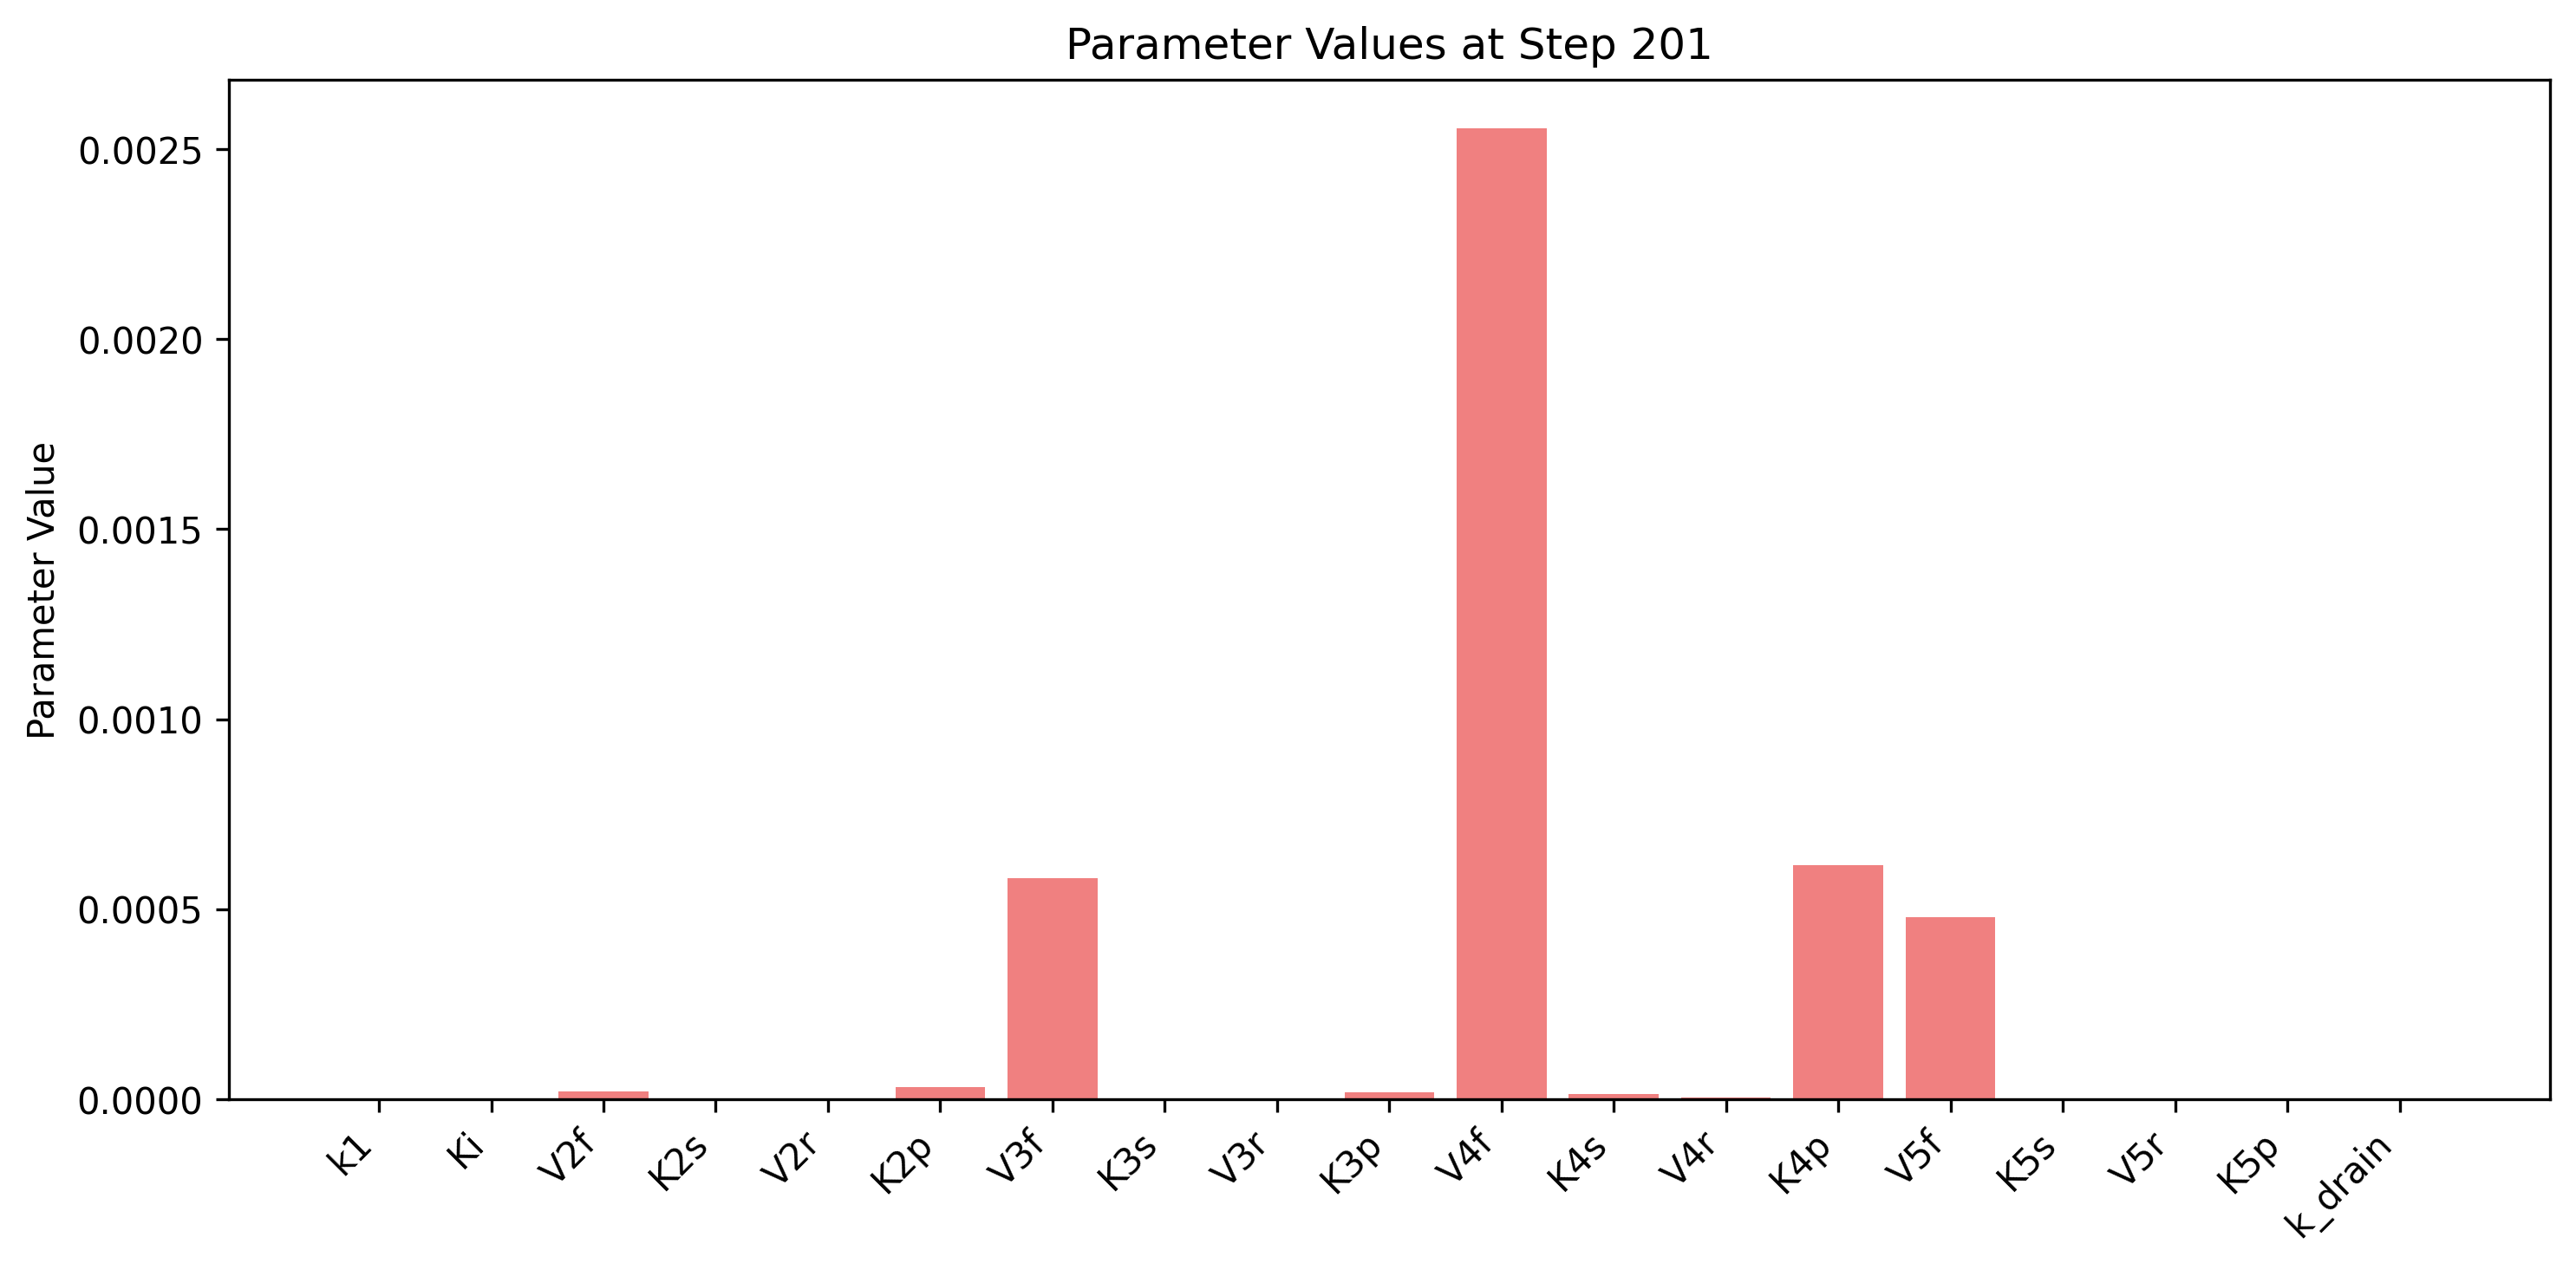 Parameter Values at Step 201
Parameter Value
0.0025
0.0020
0.0015
0.0010
0.0005
0.0000
k1
Ki
V2f
K2s
V2r
K2p
V3f
K3s
V3r
K3p
V4f
K4s
V4r
K4p
V5f
K5s
V5r
K5p
k_drain